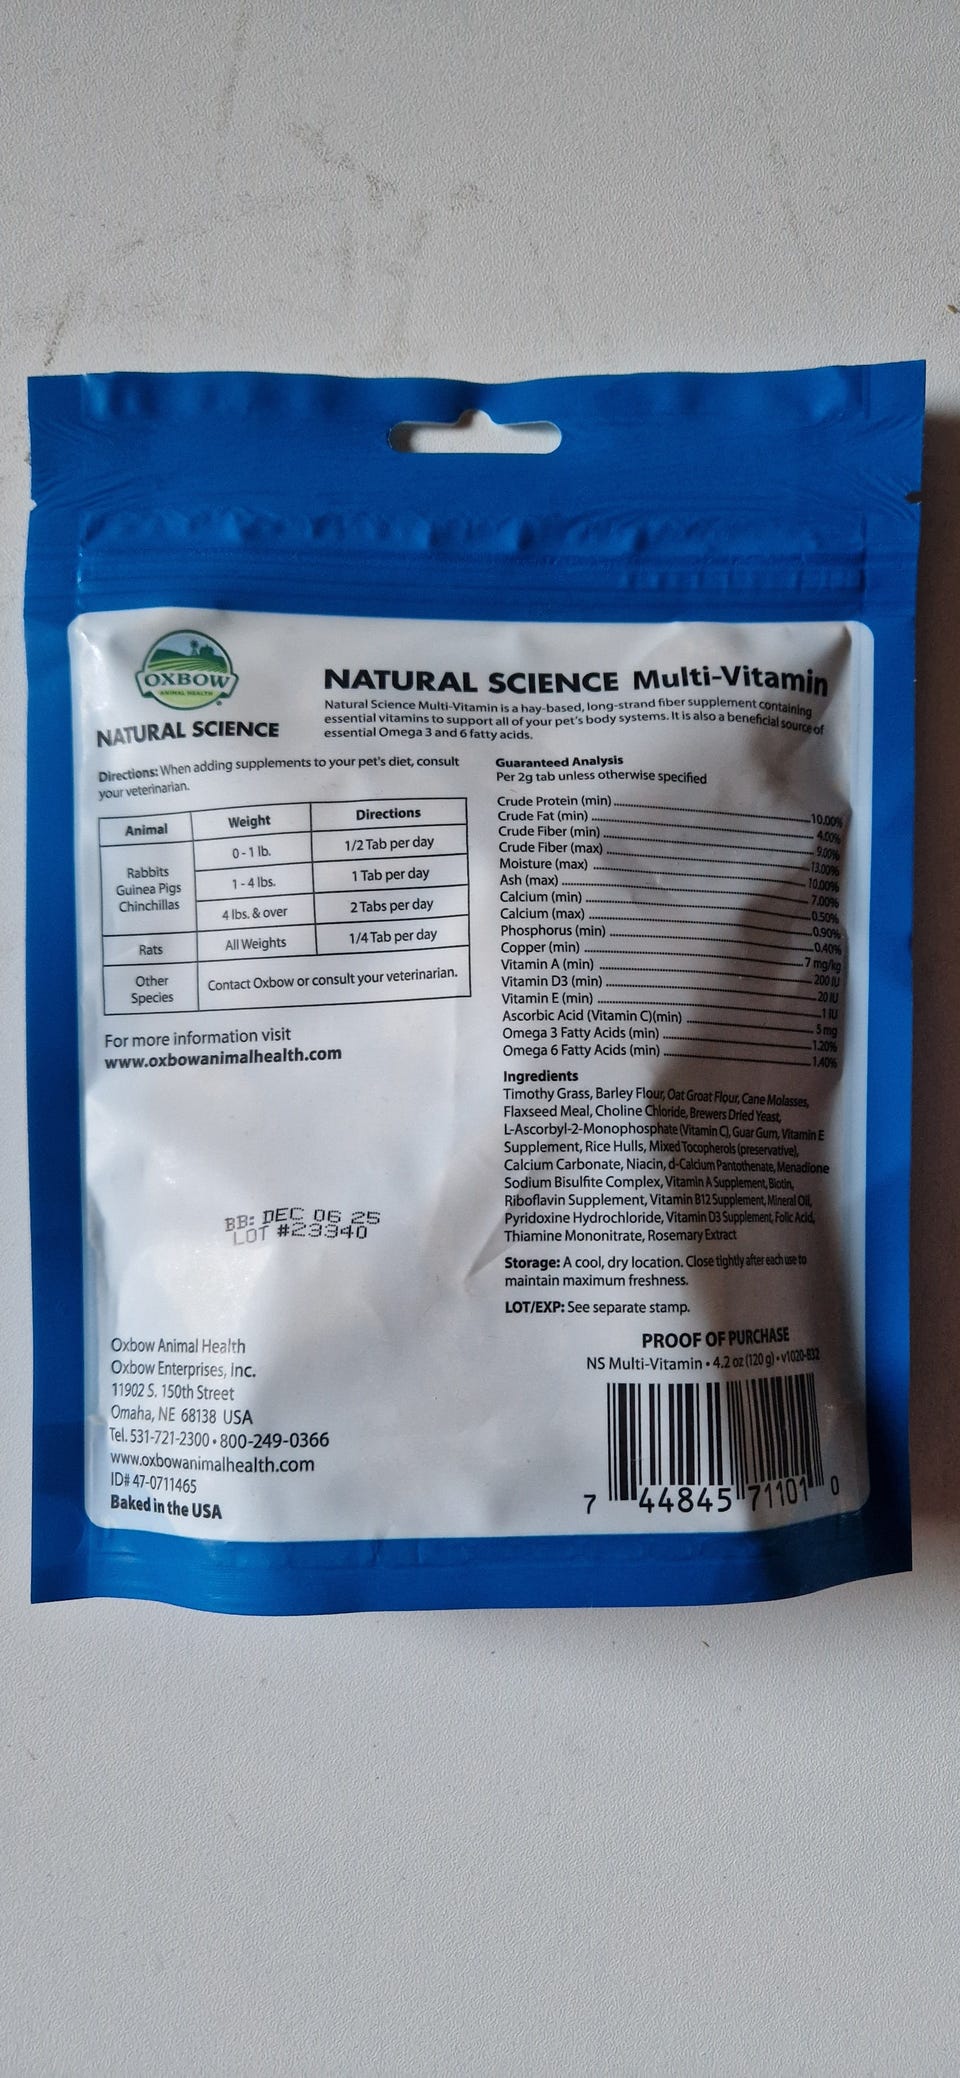 OXBOW
ANIMAL HEALTH
NATURAL SCIENCE
NATURAL SCIENCE Multi-Vitamin
Natural Science Multi-Vitamin is a hay-based, long-strand fiber supplement containing
essential vitamins to support all of your pet's body systems. It is also a beneficial source of
essential Omega 3 and 6 fatty acids.
Directions: When adding supplements to your pet's diet, consult
your veterinarian.
Animal Weight Directions
Rabbits
Guinea Pigs
Chinchillas
0 - 1 lb. 1/2 Tab per day
1 - 4 lbs. 1 Tab per day
4 lbs. & over 2 Tabs per day
Rats All Weights 1/4 Tab per day
Other
Species
Contact Oxbow or consult your veterinarian.
For more information visit
www.oxbowanimalhealth.com
BB: DEC 06 25
LOT #23340
Oxbow Animal Health
Oxbow Enterprises, Inc.
11902 S. 150th Street
Omaha, NE 68138 USA
Tel. 531-721-2300 • 800-249-0366
www.oxbowanimalhealth.com
ID# 47-0711465
Baked in the USA
Guaranteed Analysis
Per 2g tab unless otherwise specified
Crude Protein (min) 10.00%
Crude Fat (min) 4.00%
Crude Fiber (min) 9.00%
Crude Fiber (max) 13.00%
Moisture (max) 10.00%
Ash (max) 7.00%
Calcium (min) 0.50%
Calcium (max) 0.90%
Phosphorus (min) 0.40%
Copper (min) 7 mg/kg
Vitamin A (min) 200 IU
Vitamin D3 (min) 20 IU
Vitamin E (min) 1 IU
Ascorbic Acid (Vitamin C)(min) 5 mg
Omega 3 Fatty Acids (min) 1.20%
Omega 6 Fatty Acids (min) 1.40%
Ingredients
Timothy Grass, Barley Flour, Oat Groat Flour, Cane Molasses,
Flaxseed Meal, Choline Chloride, Brewers Dried Yeast,
L-Ascorbyl-2-Monophosphate (Vitamin C), Guar Gum, Vitamin E
Supplement, Rice Hulls, Mixed Tocopherols (preservative),
Calcium Carbonate, Niacin, d-Calcium Pantothenate, Menadione
Sodium Bisulfite Complex, Vitamin A Supplement, Biotin,
Riboflavin Supplement, Vitamin B12 Supplement, Mineral Oil,
Pyridoxine Hydrochloride, Vitamin D3 Supplement, Folic Acid,
Thiamine Mononitrate, Rosemary Extract
Storage: A cool, dry location. Close tightly after each use to
maintain maximum freshness.
LOT/EXP: See separate stamp.
PROOF OF PURCHASE
NS Multi-Vitamin • 4.2 oz (120 g) • v1020-832
7 44845 71101 0